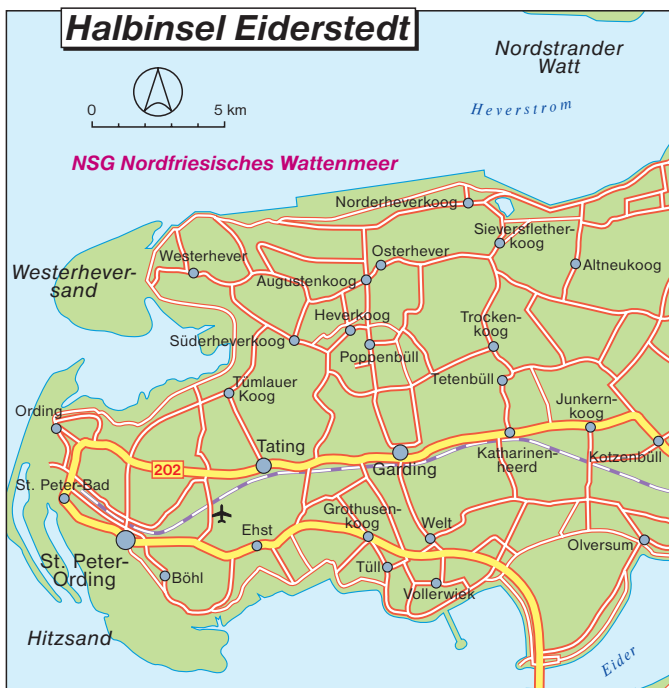 Halbinsel Eiderstedt
Nordstrander
Watt
0
5 km
Heverstrom
NSG Nordfriesisches Wattenmeer
Norderheverkoog
Sieversflether-
koog
Westerhever
Osterhever
Altneukoog
Westerhever-
sand
Augustenkoog
Heverkoog
Trocken-
koog
Süderheverkoog
Poppenbüll
Tümlauer
Koog
Tetenbüll
Ording
Junkern-
koog
Tating
202
Garding
Katharinen-
heerd
Kotzenbüll
St. Peter-Bad
Grothusen-
koog
Welt
Ehst
Olversum
St. Peter-
Ording
Böhl
Tüll
Vollerwiek
Hitzsand
Eider